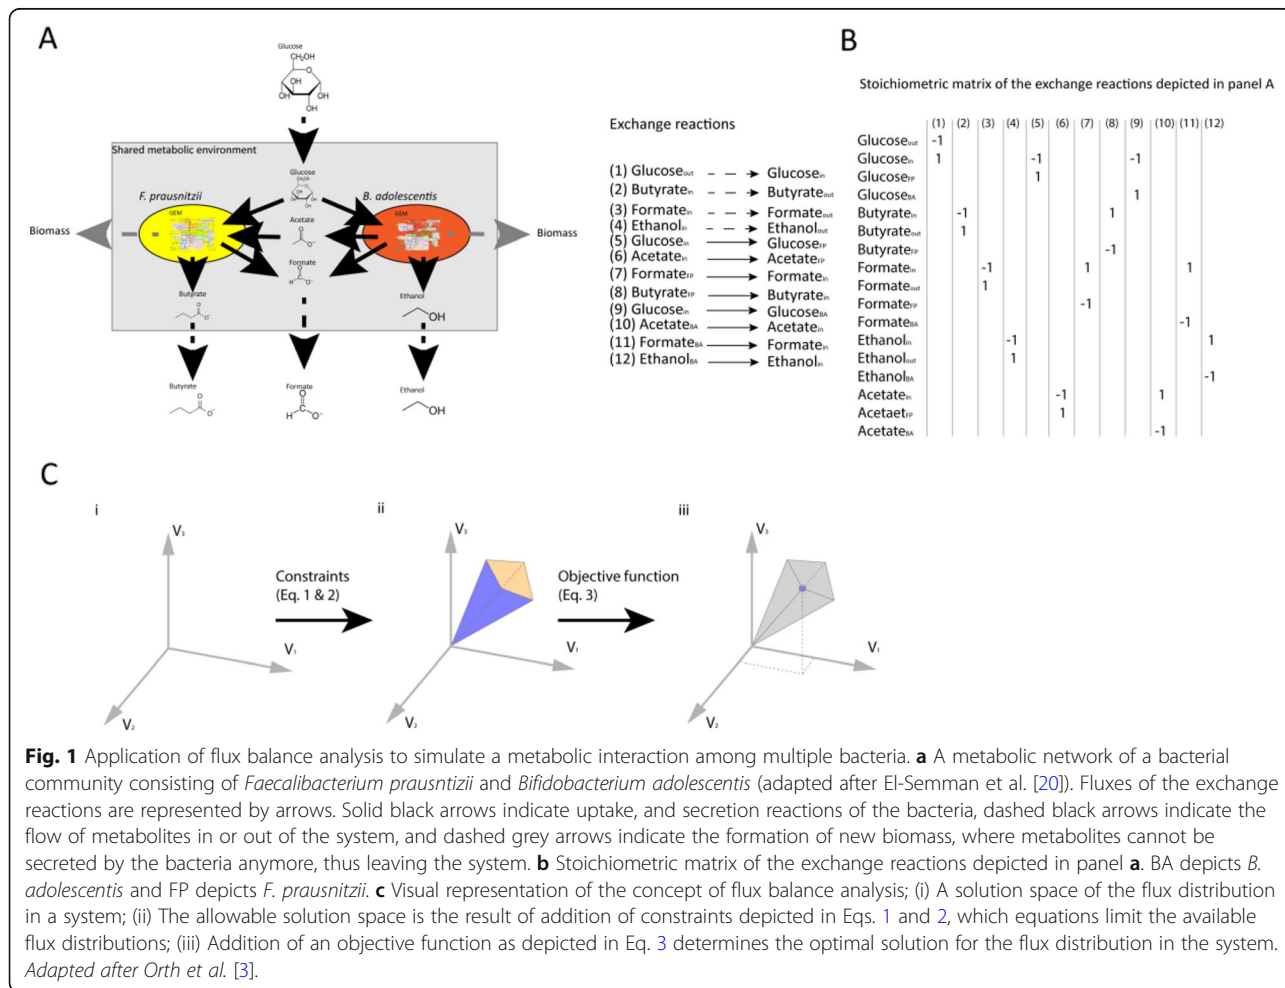 A
Glucose
CH₂OH
O
OH
OH
OH
OH
Shared metabolic environment
Glucose
F. prausnitzii
B. adolescentis
GEM
GEM
Acetate
O
O⁻
Biomass
Biomass
Formate
O
H
O⁻
Butyrate
O
O⁻
Ethanol
OH
Butyrate
O
O⁻
Formate
O
H
C
O⁻
Ethanol
OH
Exchange reactions
(1) Glucoseout Glucosein
(2) Butyratein Butyrateout
(3) Formatein Formateout
(4) Ethanolin Ethanolout
(5) Glucosein GlucoseFP
(6) Acetatein AcetateFP
(7) FormateFP Formatein
(8) ButyrateFP Butyratein
(9) Glucosein GlucoseBA
(10) AcetateBA Acetatein
(11) FormateBA Formatein
(12) EthanolBA Ethanolin
B
Stoichiometric matrix of the exchange reactions depicted in panel A
(1) (2) (3) (4) (5) (6) (7) (8) (9) (10) (11) (12)
Glucoseout -1
Glucosein 1 -1 -1
GlucoseFP 1
GlucoseBA 1
Butyratein -1 1
Butyrateout 1
ButyrateFP -1
Formatein -1 1 1
Formateout 1
FormateFP -1
FormateBA -1
Ethanolin -1 1
Ethanolout 1
EthanolBA -1
Acetatein -1 1
AcetaetFP 1
AcetateBA -1
C
i
V₃
V₁
V₂
Constraints
(Eq. 1 & 2)
ii
V₃
V₁
V₂
Objective function
(Eq. 3)
iii
V₃
V₁
V₂
Fig. 1 Application of flux balance analysis to simulate a metabolic interaction among multiple bacteria. a A metabolic network of a bacterial
community consisting of Faecalibacterium prausntizii and Bifidobacterium adolescentis (adapted after El-Semman et al. [20]). Fluxes of the exchange
reactions are represented by arrows. Solid black arrows indicate uptake, and secretion reactions of the bacteria, dashed black arrows indicate the
flow of metabolites in or out of the system, and dashed grey arrows indicate the formation of new biomass, where metabolites cannot be
secreted by the bacteria anymore, thus leaving the system. b Stoichiometric matrix of the exchange reactions depicted in panel a. BA depicts B.
adolescentis and FP depicts F. prausnitzii. c Visual representation of the concept of flux balance analysis; (i) A solution space of the flux distribution
in a system; (ii) The allowable solution space is the result of addition of constraints depicted in Eqs. 1 and 2, which equations limit the available
flux distributions; (iii) Addition of an objective function as depicted in Eq. 3 determines the optimal solution for the flux distribution in the system.
Adapted after Orth et al. [3].